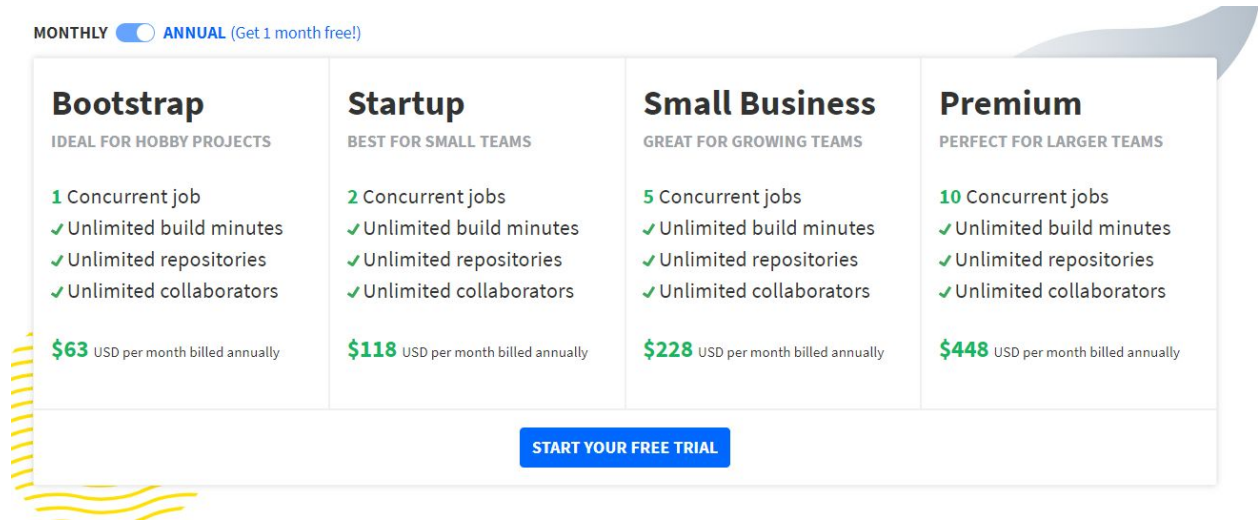 MONTHLY ANNUAL (Get 1 month free!)
Bootstrap
IDEAL FOR HOBBY PROJECTS
1 Concurrent job
Unlimited build minutes
Unlimited repositories
Unlimited collaborators
$63 USD per month billed annually
Startup
BEST FOR SMALL TEAMS
2 Concurrent jobs
Unlimited build minutes
Unlimited repositories
Unlimited collaborators
$118 USD per month billed annually
Small Business
GREAT FOR GROWING TEAMS
5 Concurrent jobs
Unlimited build minutes
Unlimited repositories
Unlimited collaborators
$228 USD per month billed annually
Premium
PERFECT FOR LARGER TEAMS
10 Concurrent jobs
Unlimited build minutes
Unlimited repositories
Unlimited collaborators
$448 USD per month billed annually
START YOUR FREE TRIAL